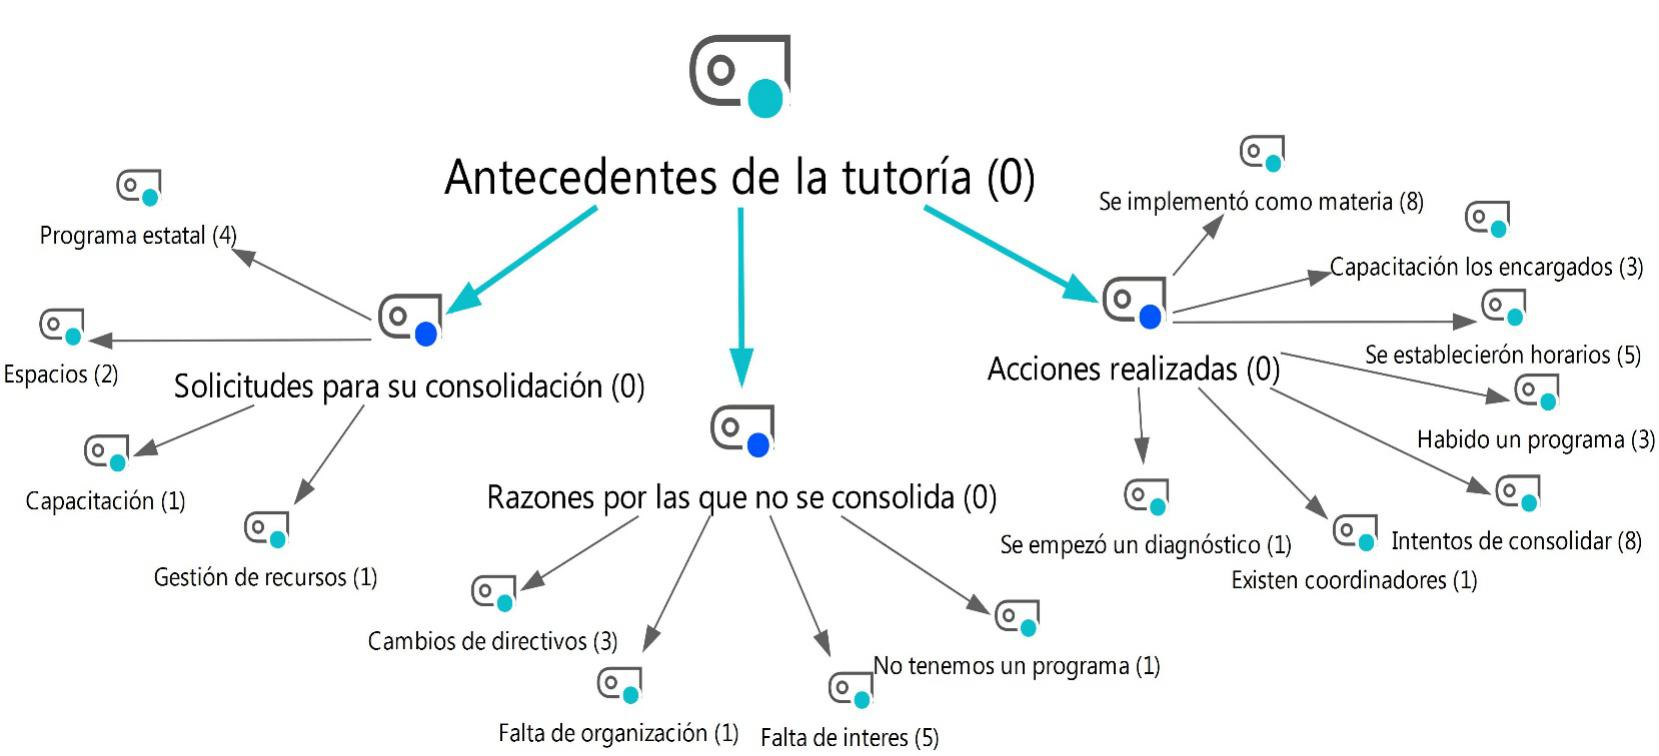 Antecedentes de la tutoría (0)
Programa estatal (4)
Espacios (2)
Solicitudes para su consolidación (0)
Capacitación (1)
Gestión de recursos (1)
Razones por las que no se consolida (0)
Cambios de directivos (3)
Falta de organización (1)
Falta de interes (5)
No tenemos un programa (1)
Se implementó como materia (8)
Capacitación los encargados (3)
Se establecierón horarios (5)
Acciones realizadas (0)
Habido un programa (3)
Intentos de consolidar (8)
Se empezó un diagnóstico (1)
Existen coordinadores (1)